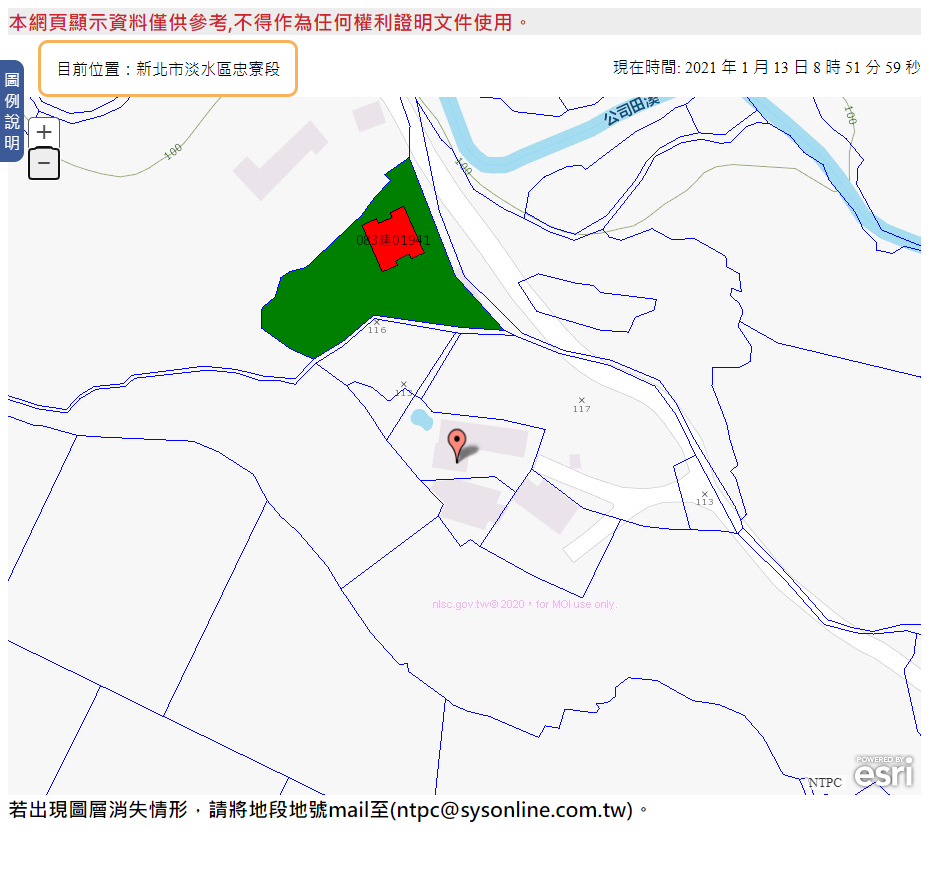 本網頁顯示資料僅供參考,不得作為任何權利證明文件使用。
目前位置：新北市淡水區忠寮段
現在時間: 2021 年 1 月 13 日 8 時 51 分 59 秒
圖例說明
+
−
公司田溪
100
100
100
083建01941
116
113
117
113
nlsc.gov.tw© 2020，for MOI use only.
POWERED BY
esri
NTPC
若出現圖層消失情形，請將地段地號mail至(ntpc@sysonline.com.tw)。